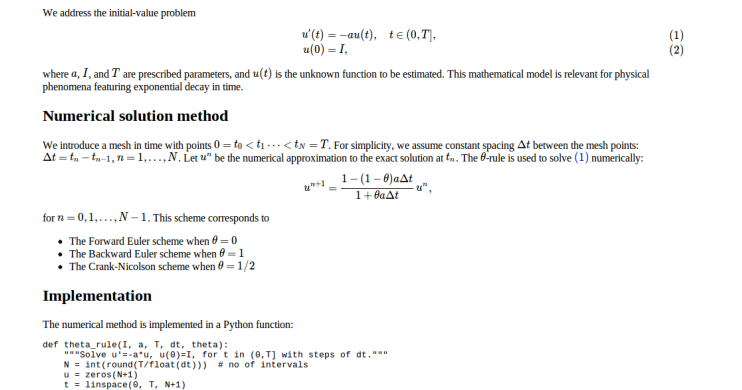 We address the initial-value problem
u′(t) = −au(t), t ∈ (0, T], (1)
u(0) = I, (2)
where a, I, and T are prescribed parameters, and u(t) is the unknown function to be estimated. This mathematical model is relevant for physical
phenomena featuring exponential decay in time.
Numerical solution method
We introduce a mesh in time with points 0 = t₀ < t₁ ⋯ < t_N = T. For simplicity, we assume constant spacing Δt between the mesh points:
Δt = tₙ − tₙ₋₁, n = 1, …, N. Let uⁿ be the numerical approximation to the exact solution at tₙ. The θ-rule is used to solve (1) numerically:
uⁿ⁺¹ = (1 − (1 − θ)aΔt) / (1 + θaΔt) uⁿ,
for n = 0, 1, …, N − 1. This scheme corresponds to
• The Forward Euler scheme when θ = 0
• The Backward Euler scheme when θ = 1
• The Crank-Nicolson scheme when θ = 1/2
Implementation
The numerical method is implemented in a Python function:
def theta_rule(I, a, T, dt, theta):
    """Solve u'=-a*u, u(0)=I, for t in (0,T] with steps of dt."""
    N = int(round(T/float(dt)))  # no of intervals
    u = zeros(N+1)
    t = linspace(0, T, N+1)